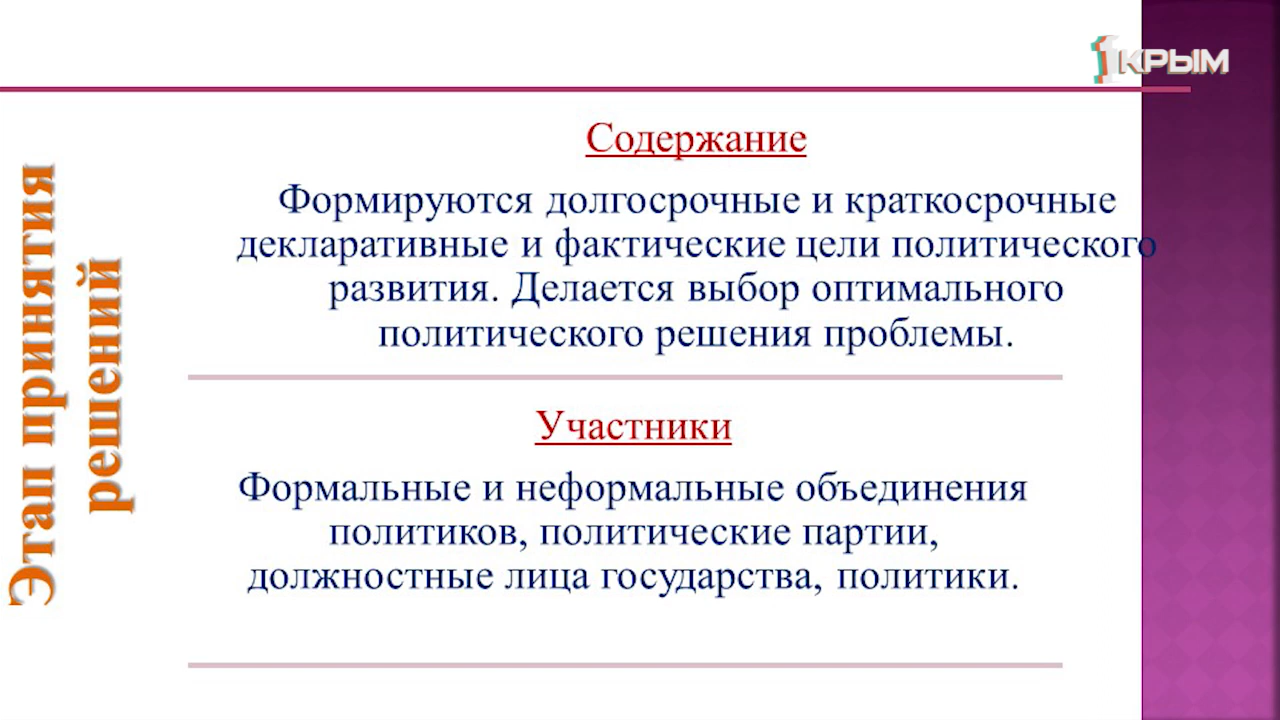 1КРЫМ
Этап принятия
решений
Содержание
Формируются долгосрочные и краткосрочные
декларативные и фактические цели политического
развития. Делается выбор оптимального
политического решения проблемы.
Участники
Формальные и неформальные объединения
политиков, политические партии,
должностные лица государства, политики.